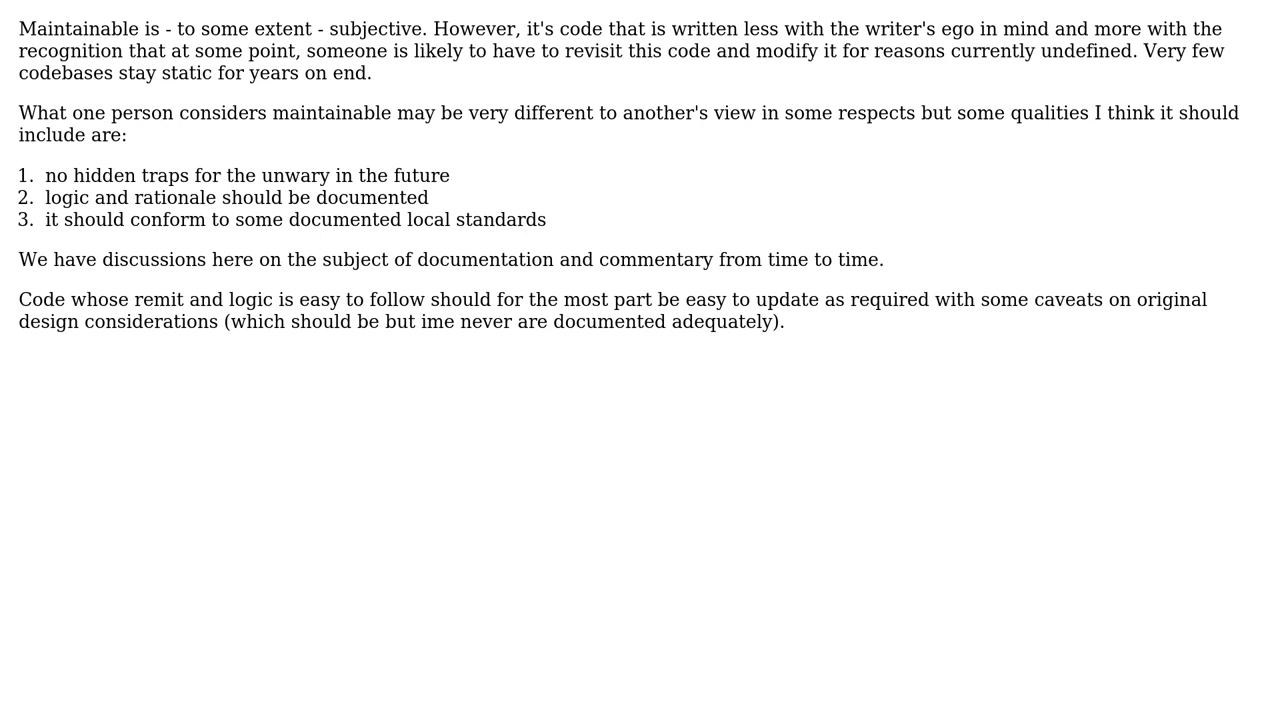 Maintainable is - to some extent - subjective. However, it's code that is written less with the writer's ego in mind and more with the
recognition that at some point, someone is likely to have to revisit this code and modify it for reasons currently undefined. Very few
codebases stay static for years on end.
What one person considers maintainable may be very different to another's view in some respects but some qualities I think it should
include are:
1. no hidden traps for the unwary in the future
2. logic and rationale should be documented
3. it should conform to some documented local standards
We have discussions here on the subject of documentation and commentary from time to time.
Code whose remit and logic is easy to follow should for the most part be easy to update as required with some caveats on original
design considerations (which should be but ime never are documented adequately).